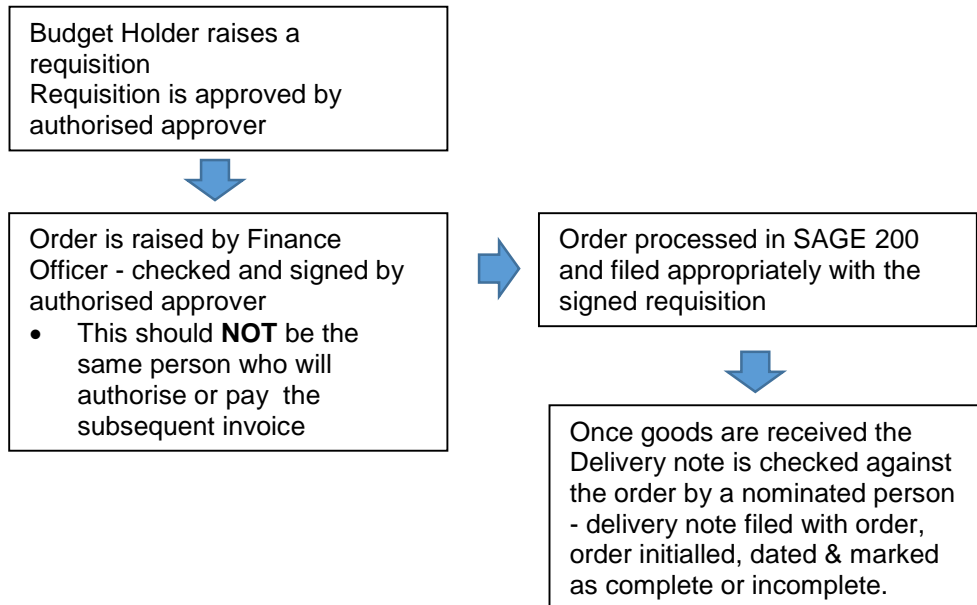 Budget Holder raises a
requisition
Requisition is approved by
authorised approver
Order is raised by Finance
Officer - checked and signed by
authorised approver
• This should NOT be the
same person who will
authorise or pay the
subsequent invoice
Order processed in SAGE 200
and filed appropriately with the
signed requisition
Once goods are received the
Delivery note is checked against
the order by a nominated person
- delivery note filed with order,
order initialled, dated & marked
as complete or incomplete.